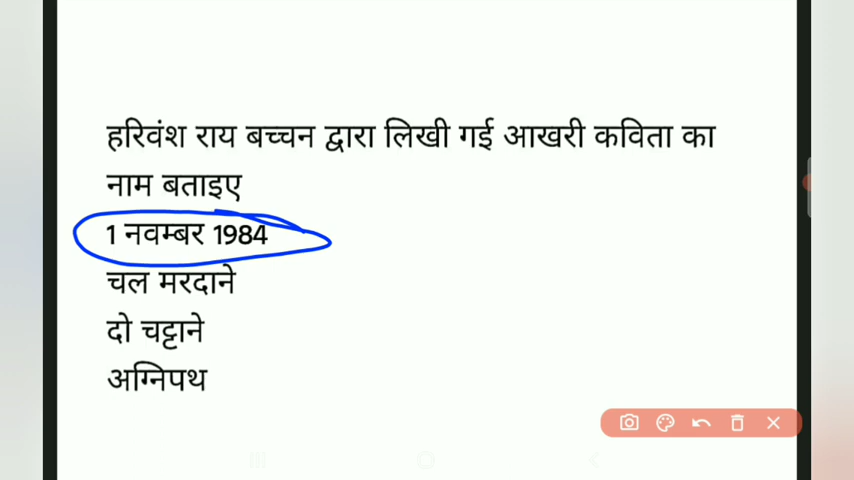 हरिवंश राय बच्चन द्वारा लिखी गई आखरी कविता का
नाम बताइए
1 नवम्बर 1984
चल मरदाने
दो चट्टाने
अग्निपथ